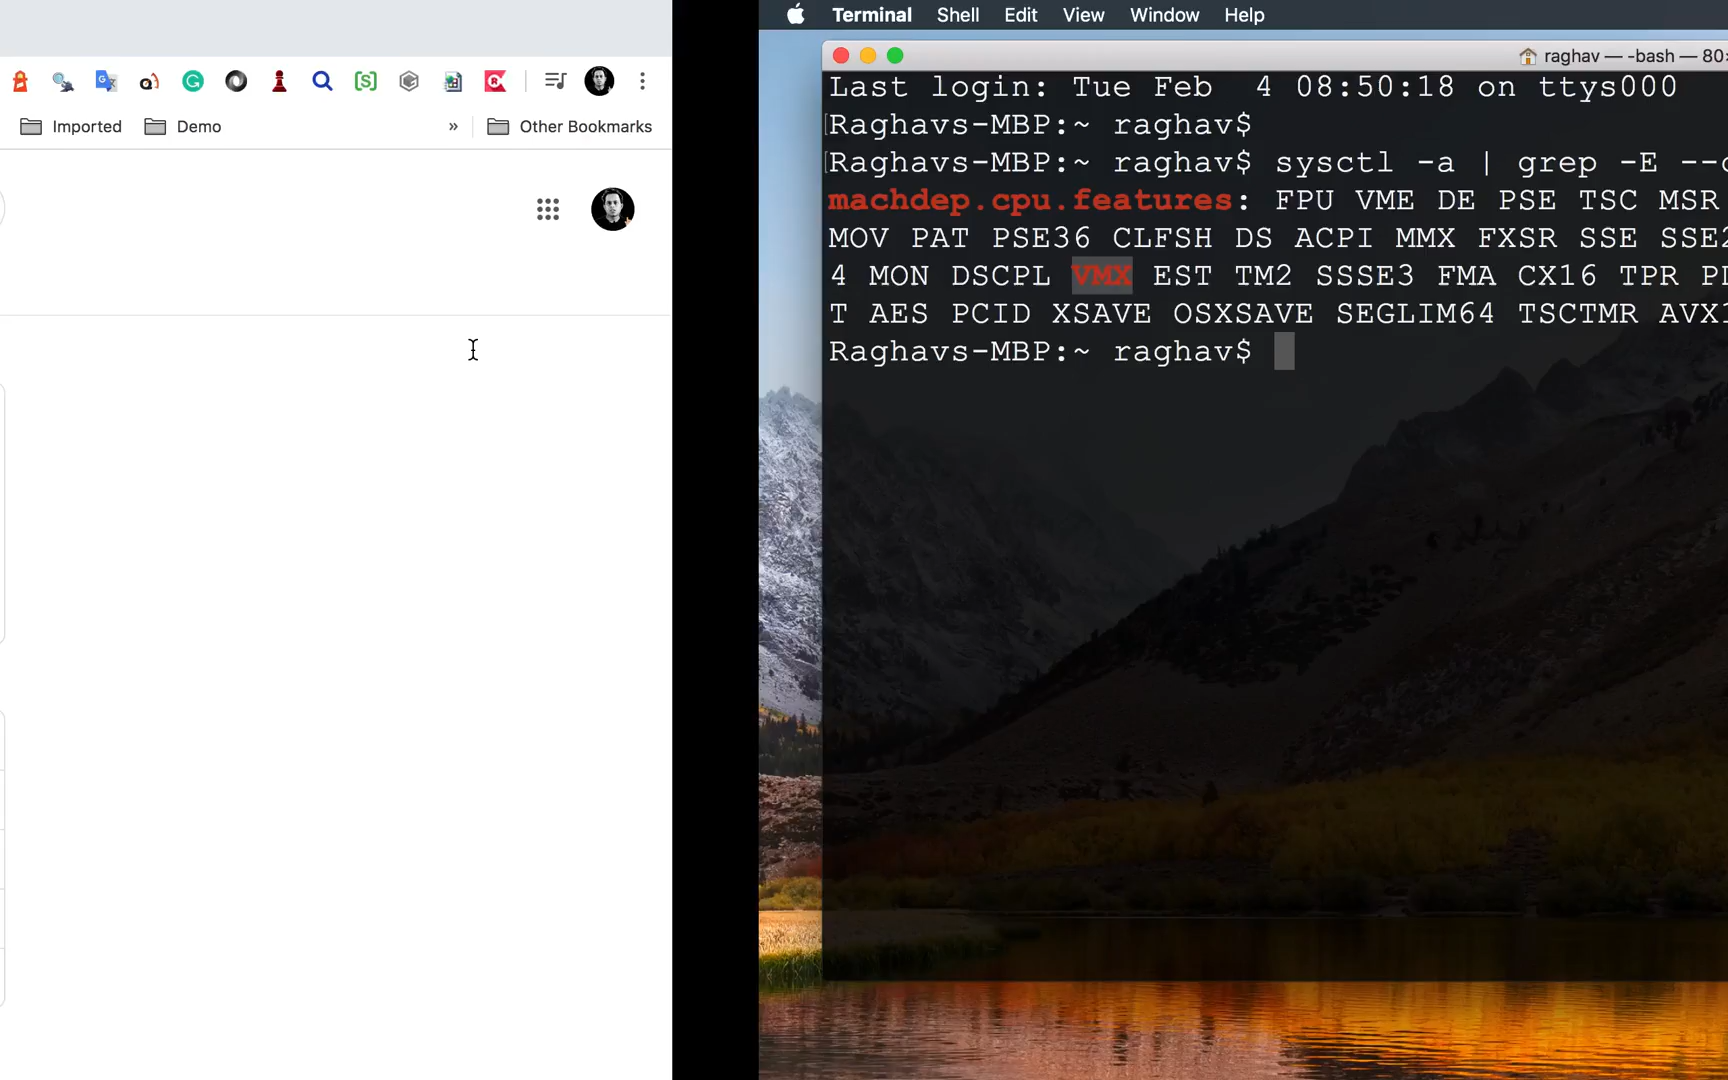 Imported
Demo
»
Other Bookmarks
Terminal Shell Edit View Window Help
raghav — -bash — 80
Last login: Tue Feb  4 08:50:18 on ttys000
Raghavs-MBP:~ raghav$
Raghavs-MBP:~ raghav$ sysctl -a | grep -E --
machdep.cpu.features: FPU VME DE PSE TSC MSR
MOV PAT PSE36 CLFSH DS ACPI MMX FXSR SSE SSE2
4 MON DSCPL VMX EST TM2 SSSE3 FMA CX16 TPR
T AES PCID XSAVE OSXSAVE SEGLIM64 TSCTMR
Raghavs-MBP:~ raghav$